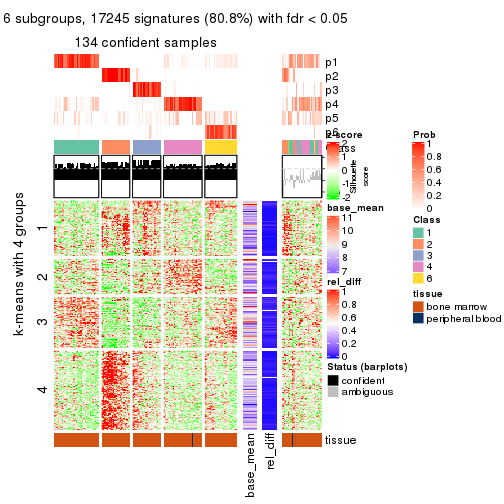 6 subgroups, 17245 signatures (80.8%) with fdr < 0.05
134 confident samples
p1
p2
p3
p4
p5
p6
z-score
2
1
0
-1
-2
Class
Silhouette
score
k-means with 4 groups
1
2
3
4
base_mean
11
10
9
8
7
rel_diff
1
0.8
0.6
0.4
0.2
0
Status (barplots)
confident
ambiguous
Prob
1
0.8
0.6
0.4
0.2
0
Class
1
2
3
4
6
tissue
bone marrow
peripheral blood
tissue
base_mean
rel_diff